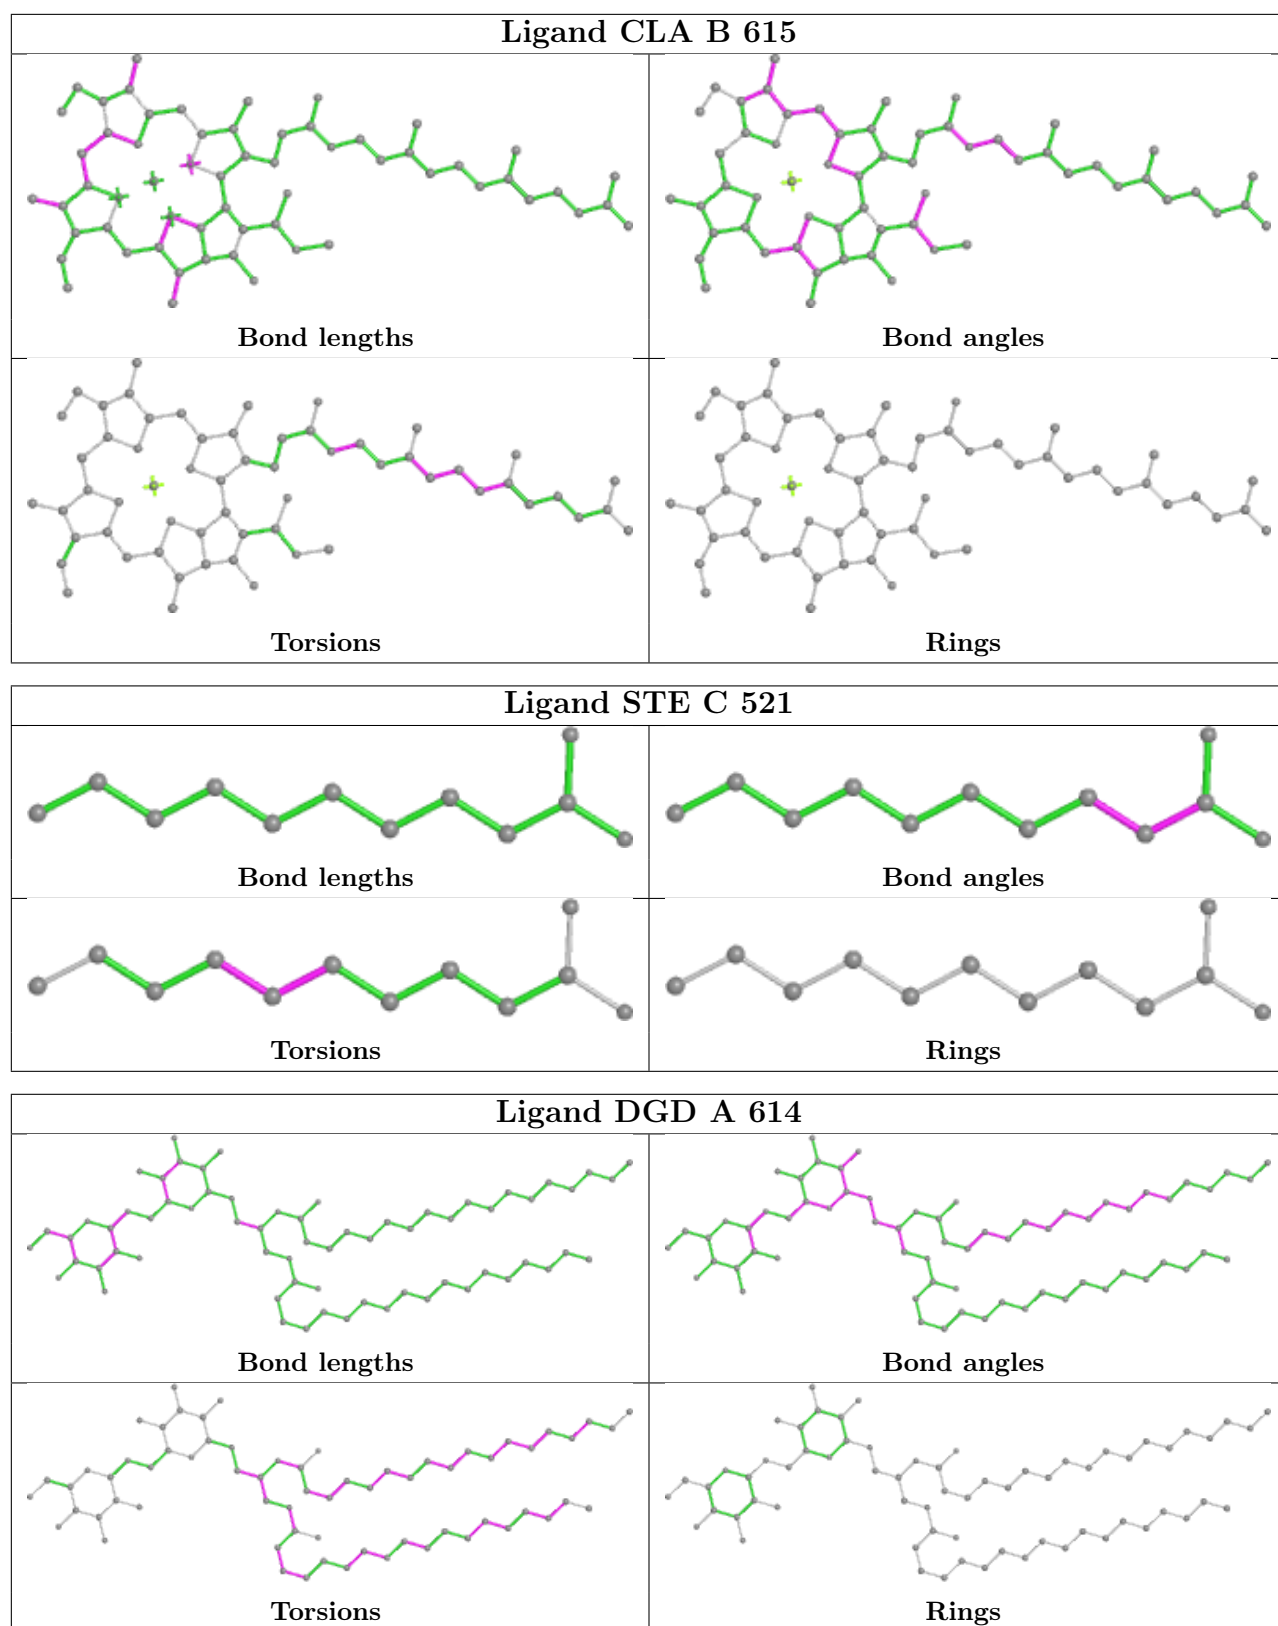 Ligand CLA B 615
Bond lengths
Bond angles
Torsions
Rings
Ligand STE C 521
Bond lengths
Bond angles
Torsions
Rings
Ligand DGD A 614
Bond lengths
Bond angles
Torsions
Rings